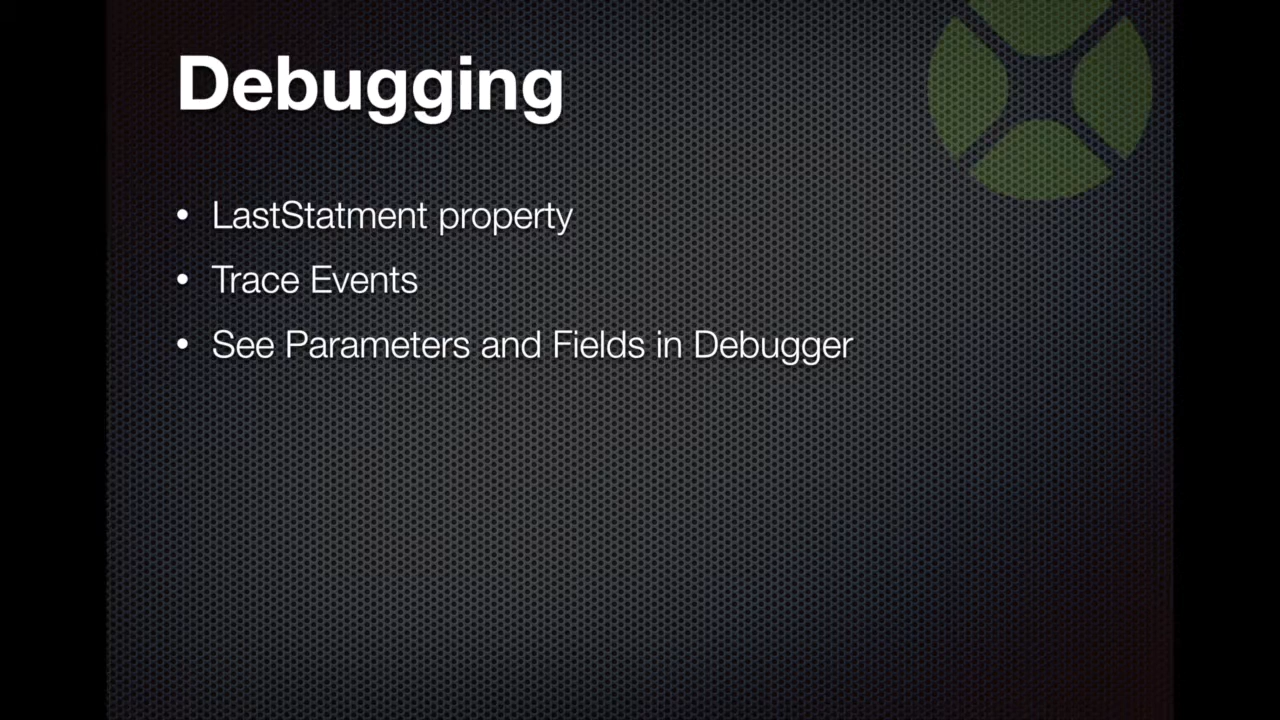 Debugging
• LastStatment property
• Trace Events
• See Parameters and Fields in Debugger